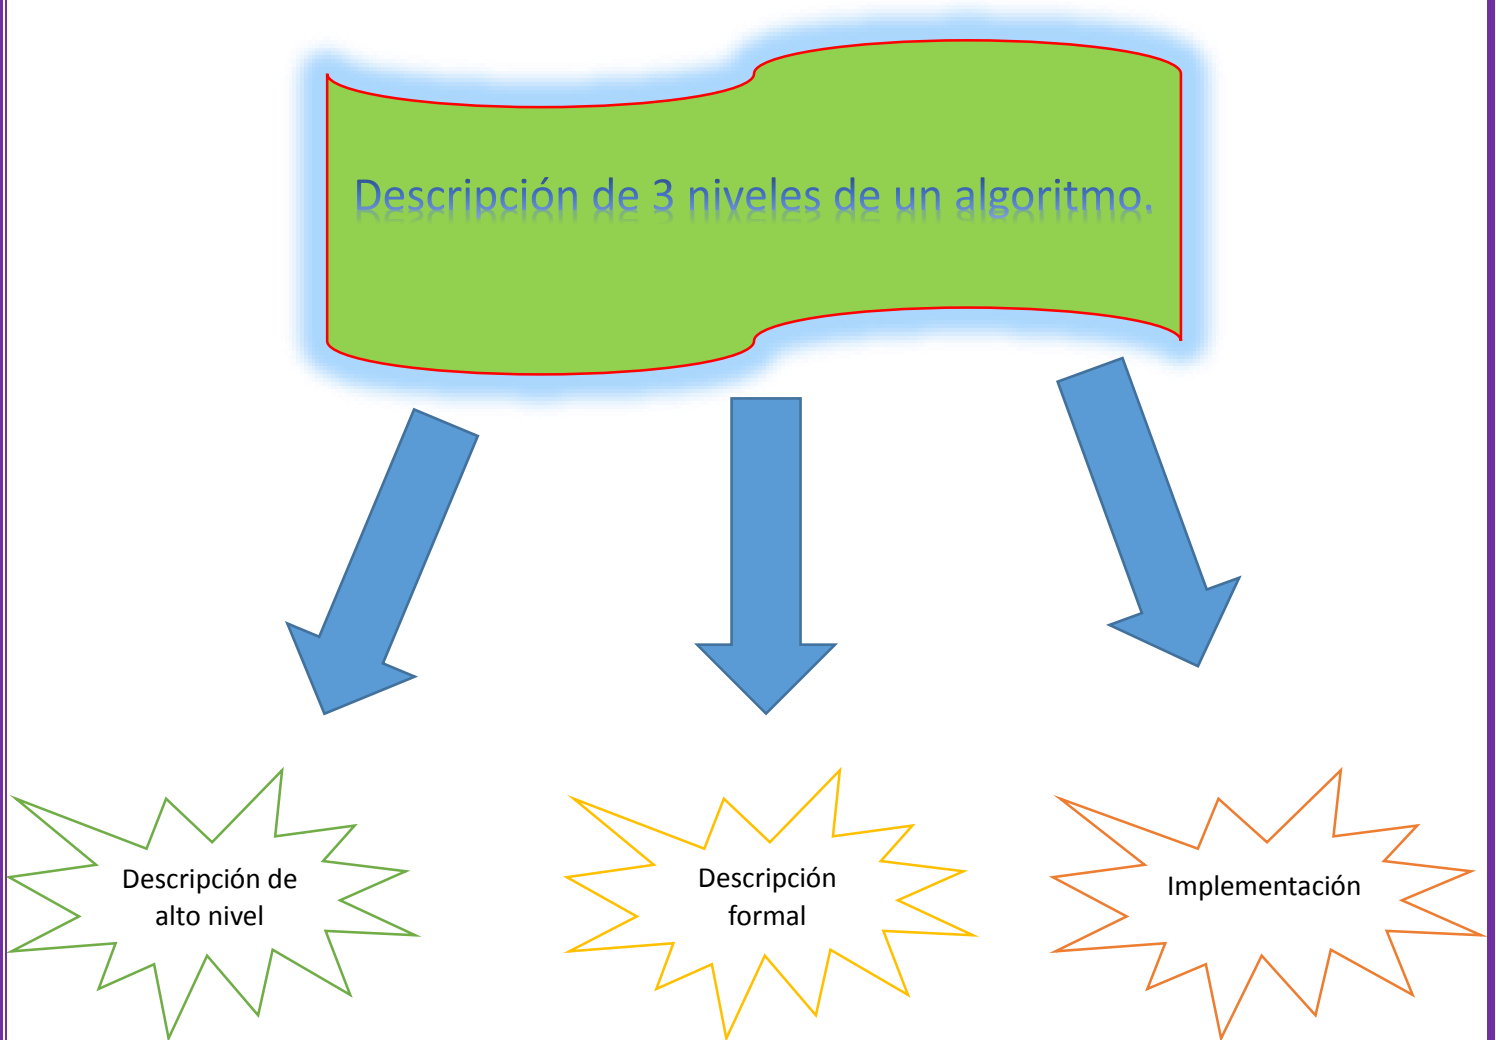 Descripción de 3 niveles de un algoritmo.
Descripción de
alto nivel
Descripción
formal
Implementación